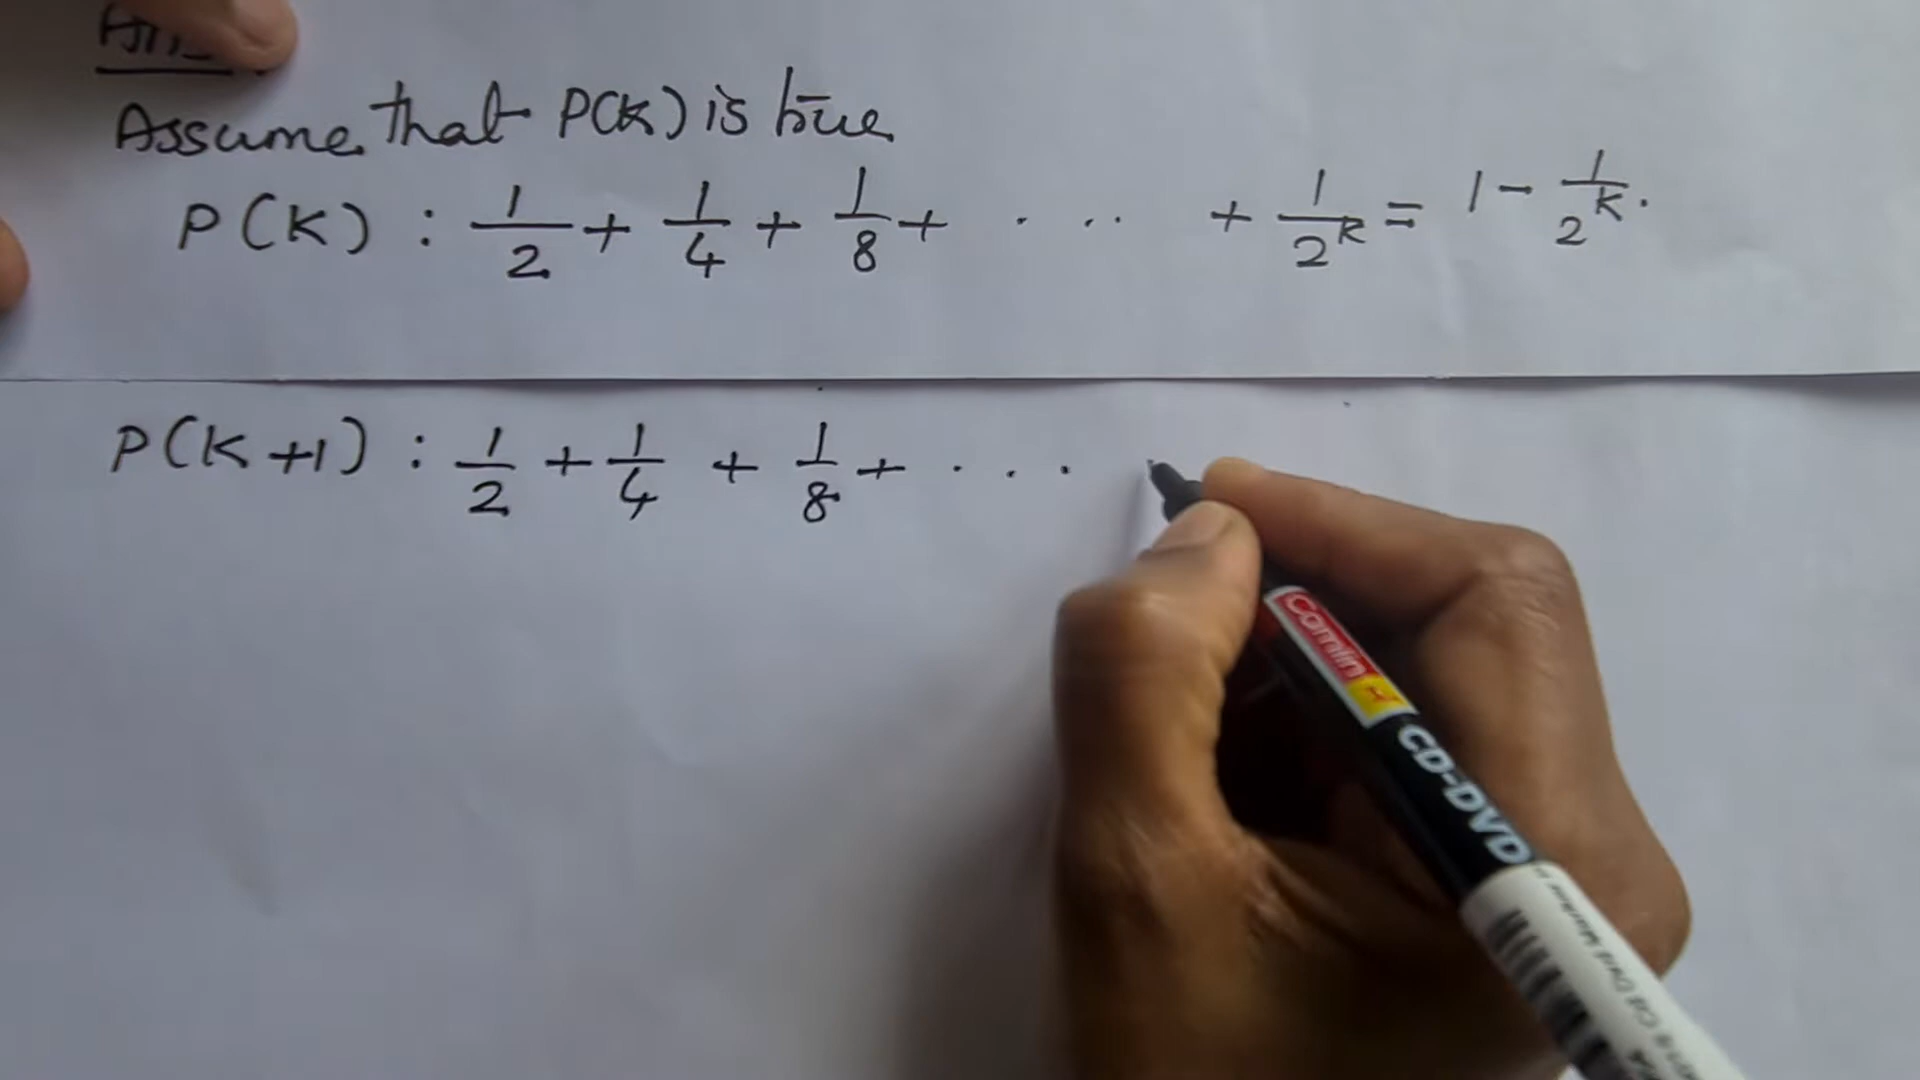 Ans
Assume that P(K) is true
P(K) : 1/2 + 1/4 + 1/8 + . . . . + 1/2^k = 1 - 1/2^k.
P(K+1) : 1/2 + 1/4 + 1/8 + . . .
Camlin
CD-DVD